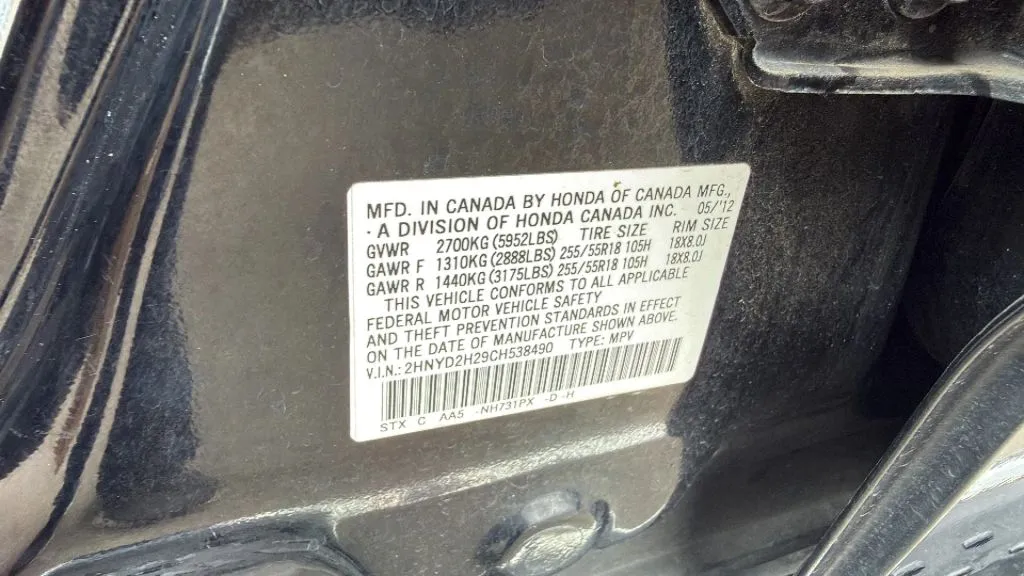 MFD. IN CANADA BY HONDA OF CANADA MFG.,
· A DIVISION OF HONDA CANADA INC. 05/'12
GVWR 2700KG (5952LBS) TIRE SIZE RIM SIZE
GAWR F 1310KG (2888LBS) 255/55R18 105H 18X8.0J
GAWR R 1440KG (3175LBS) 255/55R18 105H 18X8.0J
THIS VEHICLE CONFORMS TO ALL APPLICABLE
FEDERAL MOTOR VEHICLE SAFETY
AND THEFT PREVENTION STANDARDS IN EFFECT
ON THE DATE OF MANUFACTURE SHOWN ABOVE.
V.I.N.: 2HNYD2H29CH538490 TYPE: MPV
STX C AA5 -NH731PX -D -H